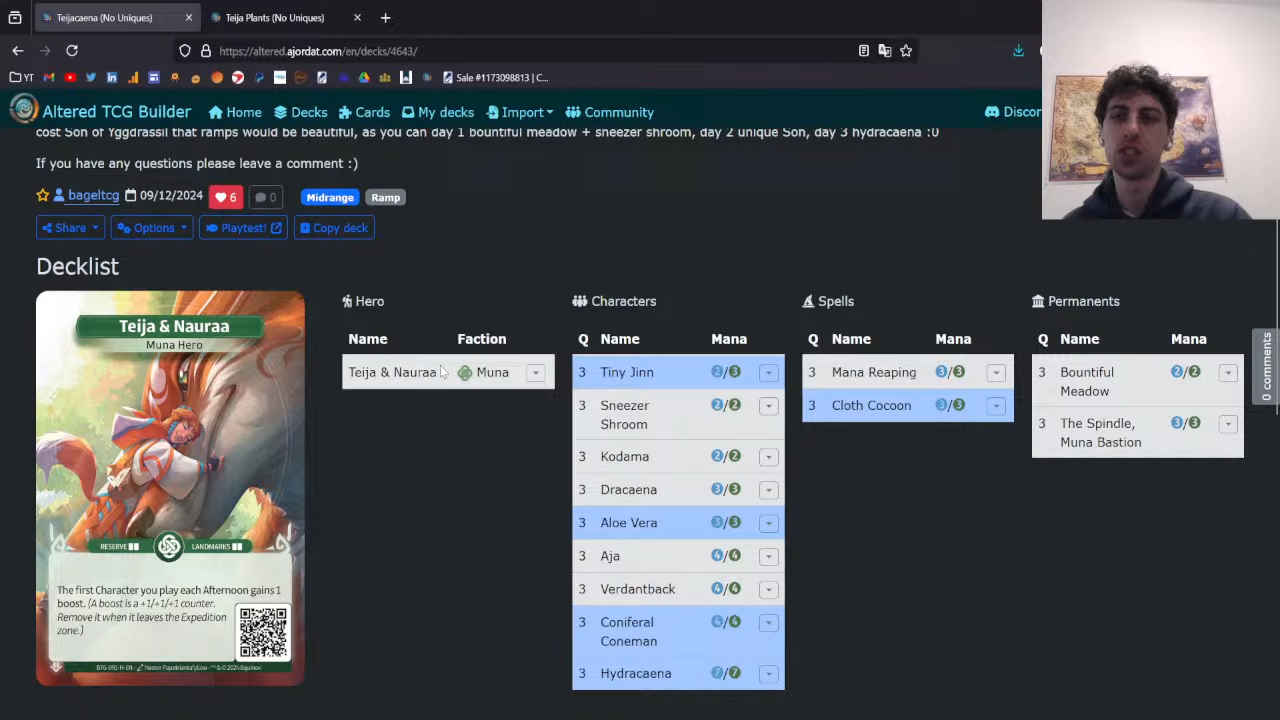 Teijacaena (No Uniques)
Teija Plants (No Uniques)
https://altered.ajordat.com/en/decks/4643/
YT
Sale #1173098813 | C...
Altered TCG Builder
Home
Decks
Cards
My decks
Import
Community
Discor
cost Son of Yggdrassil that ramps would be beautiful, as you can day 1 bountiful meadow + sneezer shroom, day 2 unique Son, day 3 hydracaena :0
If you have any questions please leave a comment :)
bageltcg 09/12/2024 6 0 Midrange Ramp
Share Options Playtest! Copy deck
Decklist
Teija & Nauraa
Muna Hero
RESERVE
LANDMARKS
The first Character you play each Afternoon gains 1
boost. (A boost is a +1/+1/+1 counter.
Remove it when it leaves the Expedition
zone.)
Hero
Name Faction
Teija & Nauraa Muna
Characters
Q Name Mana
3 Tiny Jinn 2/3
3 Sneezer Shroom 2/2
3 Kodama 2/2
3 Dracaena 3/3
3 Aloe Vera 3/3
3 Aja 4/4
3 Verdantback 4/4
3 Coniferal Coneman 4/4
3 Hydracaena 7/7
Spells
Q Name Mana
3 Mana Reaping 3/3
3 Cloth Cocoon 3/3
Permanents
Q Name Mana
3 Bountiful Meadow 2/2
3 The Spindle, Muna Bastion 3/3
0 comments